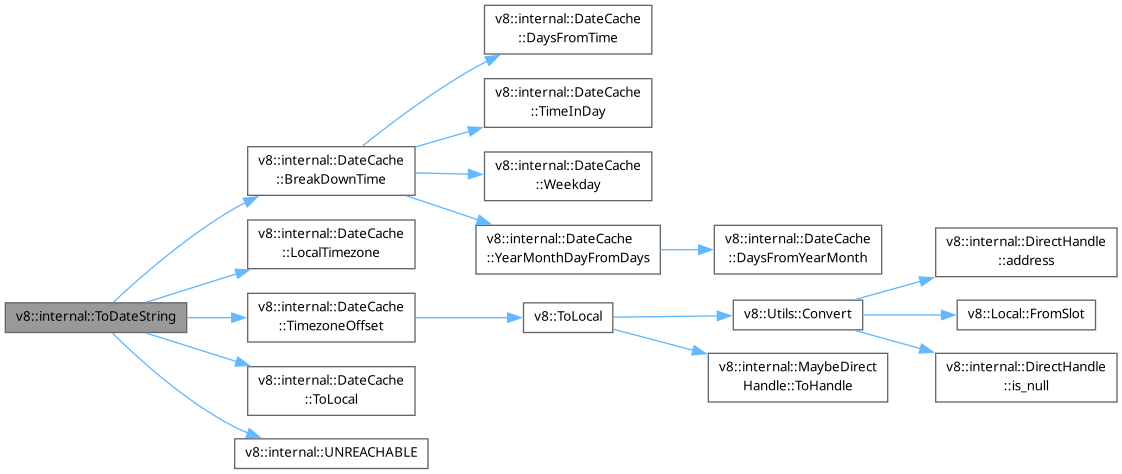 v8::internal::ToDateString
v8::internal::DateCache
::BreakDownTime
v8::internal::DateCache
::LocalTimezone
v8::internal::DateCache
::TimezoneOffset
v8::internal::DateCache
::ToLocal
v8::internal::UNREACHABLE
v8::internal::DateCache
::DaysFromTime
v8::internal::DateCache
::TimeInDay
v8::internal::DateCache
::Weekday
v8::internal::DateCache
::YearMonthDayFromDays
v8::ToLocal
v8::internal::DateCache
::DaysFromYearMonth
v8::Utils::Convert
v8::internal::MaybeDirect
Handle::ToHandle
v8::internal::DirectHandle
::address
v8::Local::FromSlot
v8::internal::DirectHandle
::is_null